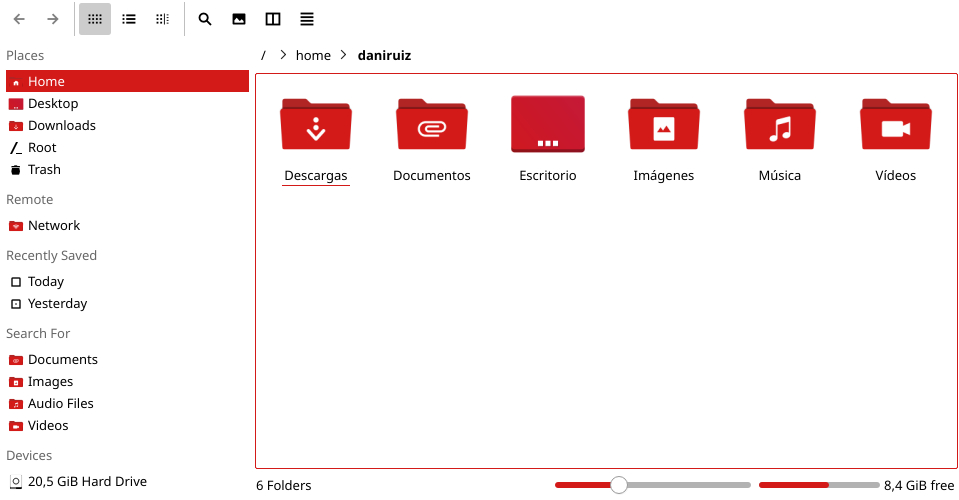 Places
Home
Desktop
Downloads
Root
Trash
Remote
Network
Recently Saved
Today
Yesterday
Search For
Documents
Images
Audio Files
Videos
Devices
20,5 GiB Hard Drive
/ > home > daniruiz
Descargas Documentos Escritorio Imágenes Música Vídeos
6 Folders 8,4 GiB free